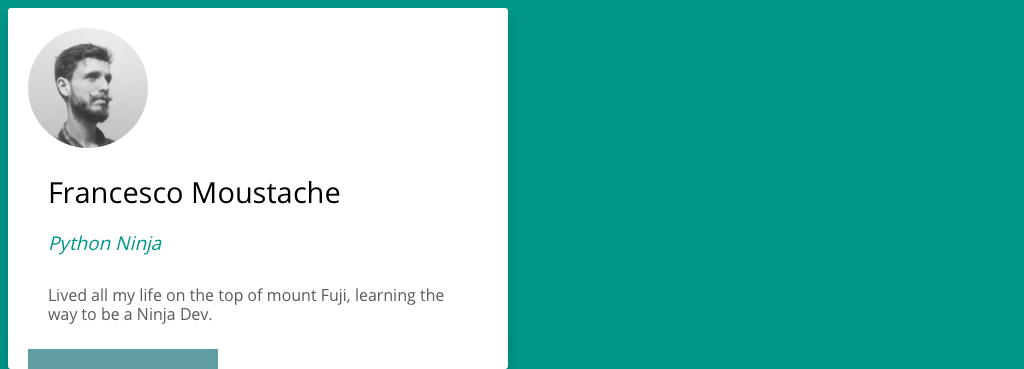 Francesco Moustache
Python Ninja
Lived all my life on the top of mount Fuji, learning the
way to be a Ninja Dev.